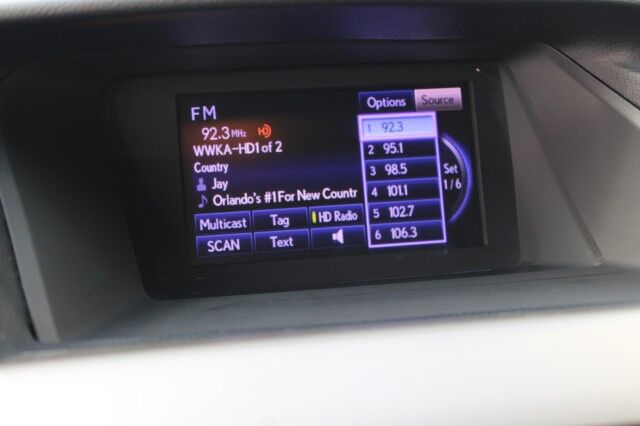 FM
Options Source
92.3 MHz HD
WWKA-HD1 of 2
Country
Jay
Orlando's #1 For New Countr
Multicast Tag HD Radio
SCAN Text
1 92.3
2 95.1
3 98.5
4 101.1
5 102.7
6 106.3
Set
1/6